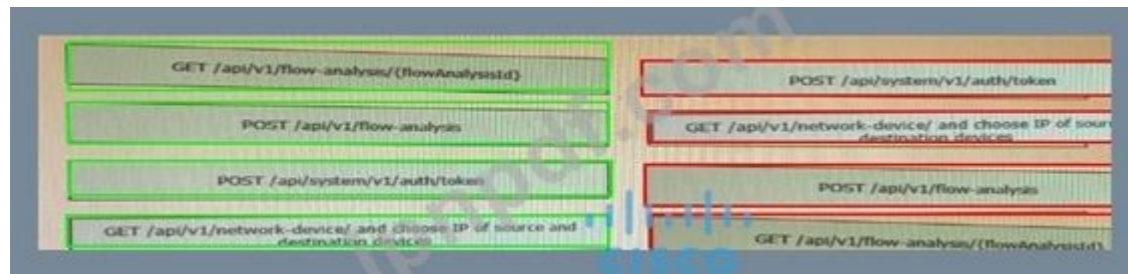 GET /api/v1/flow-analysis/{flowAnalysisId}
POST /api/v1/flow-analysis
POST /api/system/v1/auth/token
GET /api/v1/network-device/ and choose IP of source and
destination devices
POST /api/system/v1/auth/token
GET /api/v1/network-device/ and choose IP of sour
destination devices
POST /api/v1/flow-analysis
GET /api/v1/flow-analysis/{flowAnalysisId}
CISCO